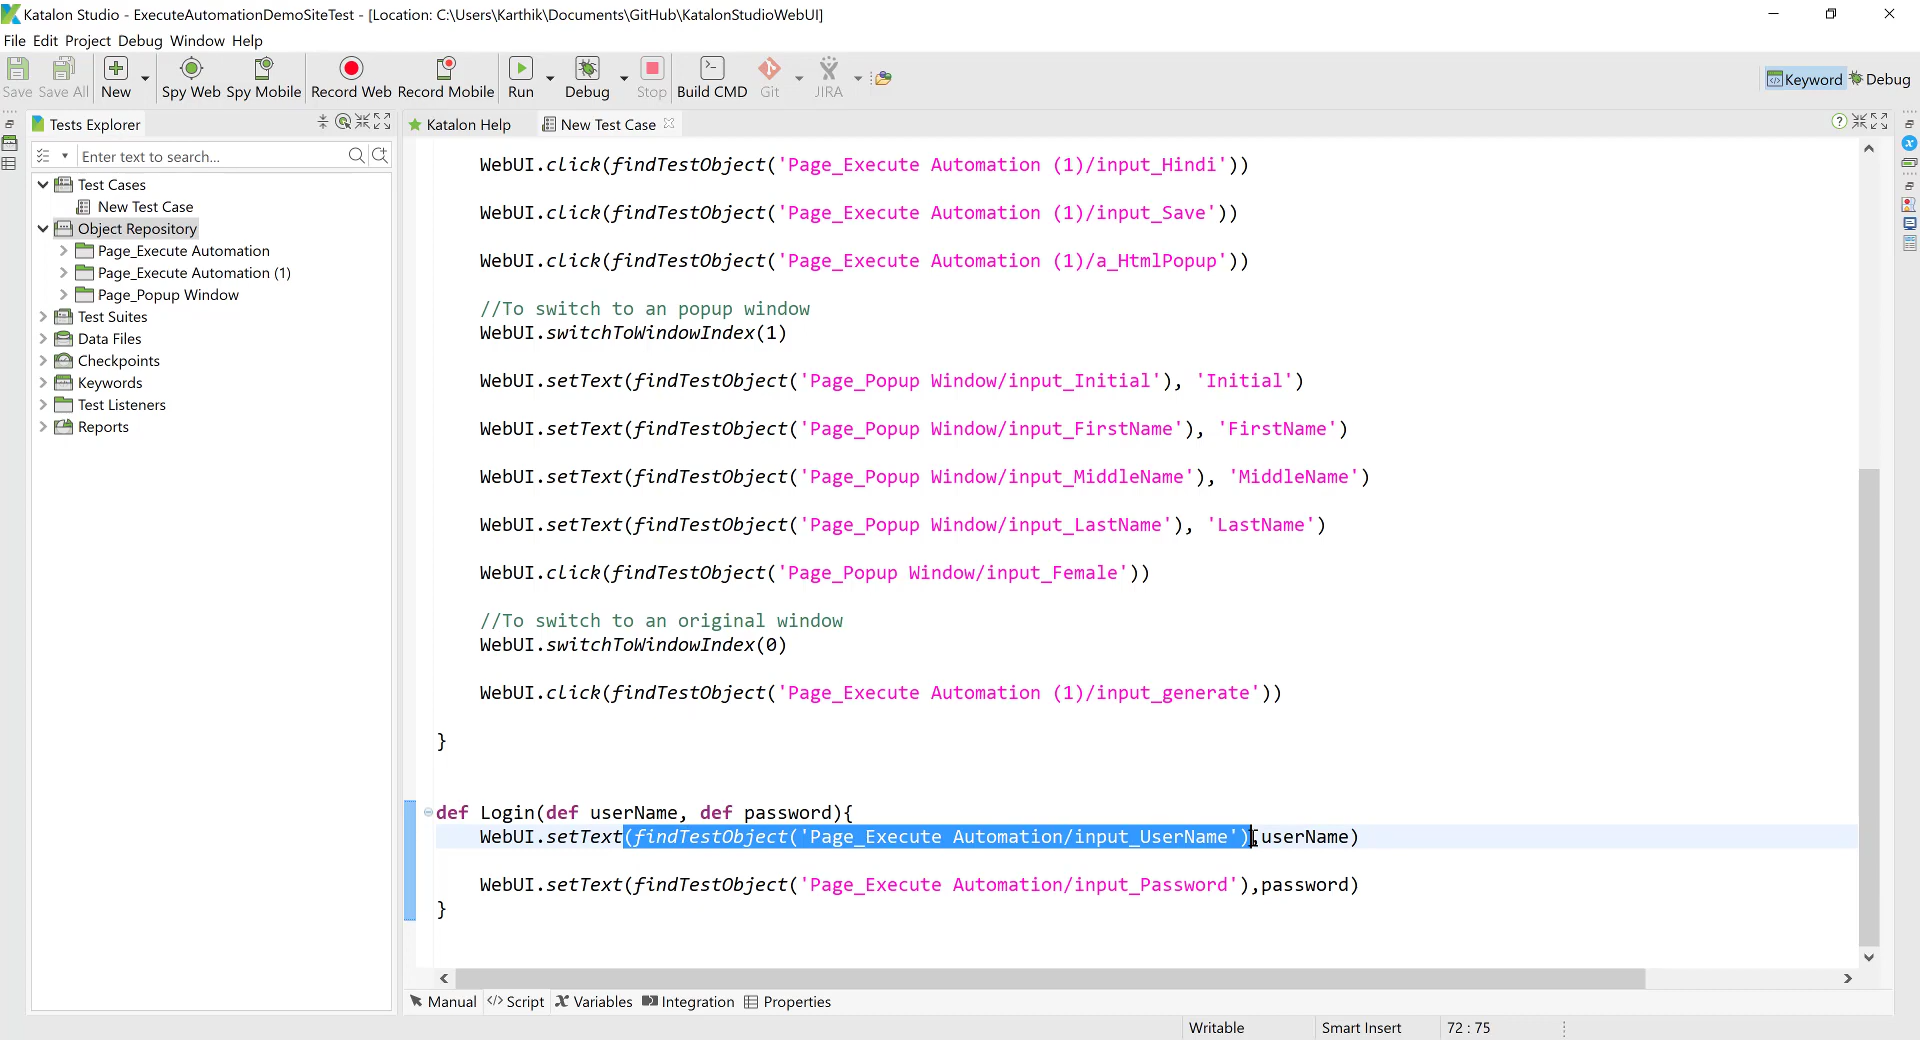 Katalon Studio - ExecuteAutomationDemoSiteTest - [Location: C:\Users\Karthik\Documents\GitHub\KatalonStudioWebUI]
File Edit Project Debug Window Help
Save Save All New Spy Web Spy Mobile Record Web Record Mobile Run Debug Stop Build CMD Git JIRA Keyword Debug
Tests Explorer
Katalon Help New Test Case
Enter text to search...
Test Cases
New Test Case
Object Repository
Page_Execute Automation
Page_Execute Automation (1)
Page_Popup Window
Test Suites
Data Files
Checkpoints
Keywords
Test Listeners
Reports
WebUI.click(findTestObject('Page_Execute Automation (1)/input_Hindi'))
WebUI.click(findTestObject('Page_Execute Automation (1)/input_Save'))
WebUI.click(findTestObject('Page_Execute Automation (1)/a_HtmlPopup'))
//To switch to an popup window
WebUI.switchToWindowIndex(1)
WebUI.setText(findTestObject('Page_Popup Window/input_Initial'), 'Initial')
WebUI.setText(findTestObject('Page_Popup Window/input_FirstName'), 'FirstName')
WebUI.setText(findTestObject('Page_Popup Window/input_MiddleName'), 'MiddleName')
WebUI.setText(findTestObject('Page_Popup Window/input_LastName'), 'LastName')
WebUI.click(findTestObject('Page_Popup Window/input_Female'))
//To switch to an original window
WebUI.switchToWindowIndex(0)
WebUI.click(findTestObject('Page_Execute Automation (1)/input_generate'))
}
def Login(def userName, def password){
WebUI.setText(findTestObject('Page_Execute Automation/input_UserName'),userName)
WebUI.setText(findTestObject('Page_Execute Automation/input_Password'),password)
}
Manual Script Variables Integration Properties
Writable Smart Insert 72 : 75